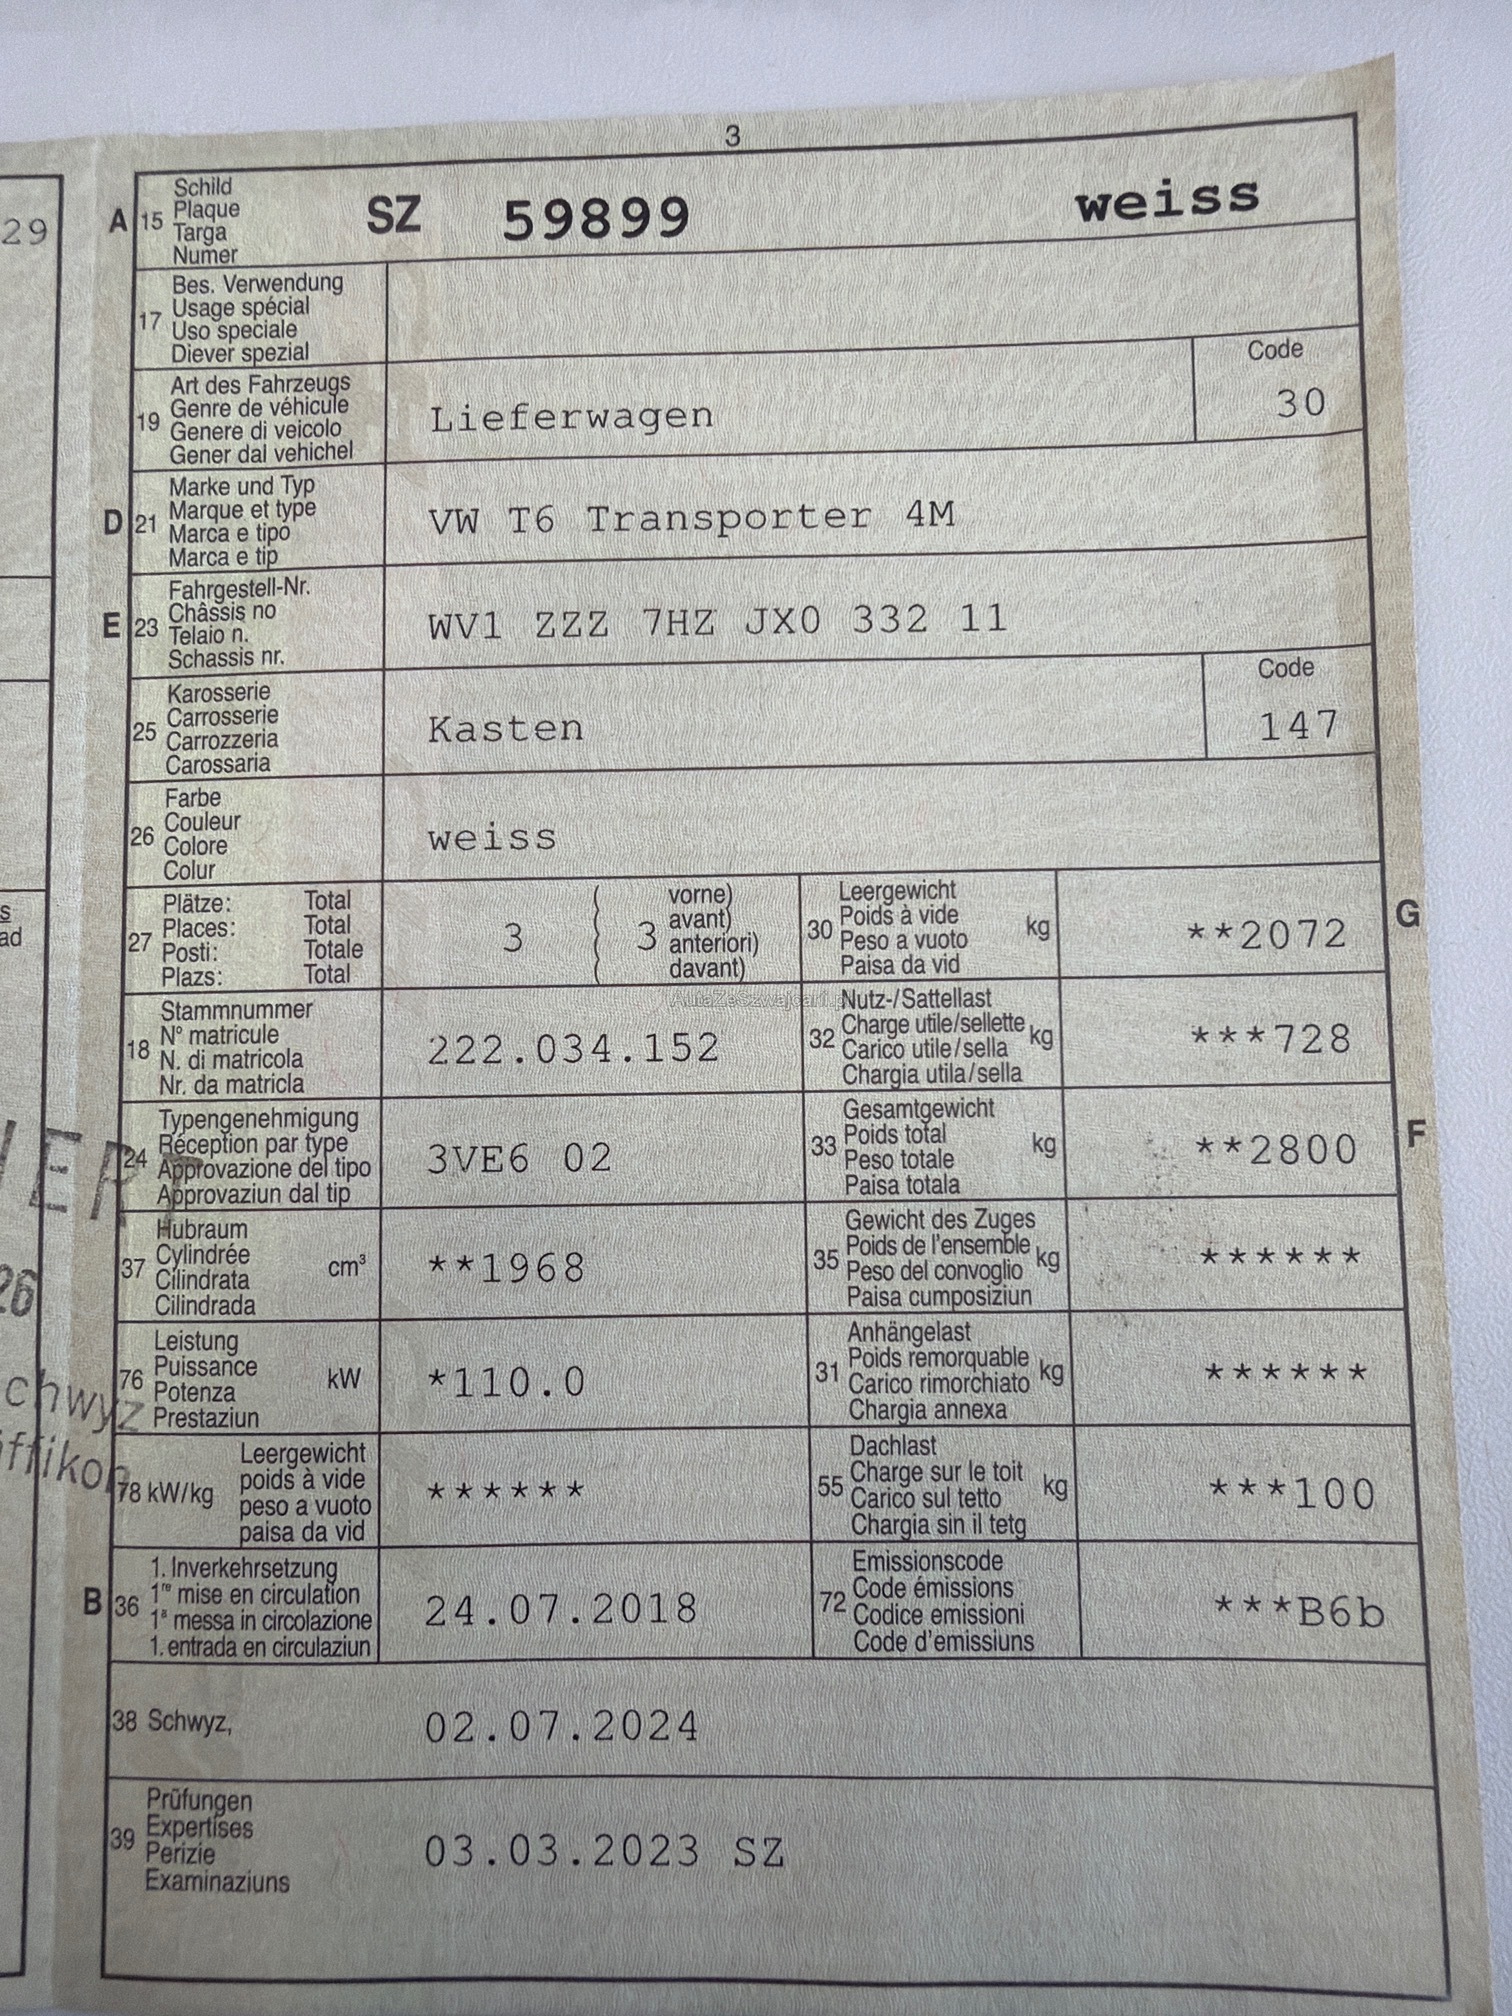 3
A 15 Schild
Plaque
Targa
Numer
SZ 59899 weiss
17 Bes. Verwendung
Usage spécial
Uso speciale
Diever spezial
19 Art des Fahrzeugs
Genre de véhicule
Genere di veicolo
Gener dal vehichel
Lieferwagen
Code
30
D 21 Marke und Typ
Marque et type
Marca e tipo
Marca e tip
VW T6 Transporter 4M
E 23 Fahrgestell-Nr.
Châssis no
Telaio n.
Schassis nr.
WV1 ZZZ 7HZ JX0 332 11
25 Karosserie
Carrosserie
Carrozzeria
Carossaria
Kasten
Code
147
26 Farbe
Couleur
Colore
Colur
weiss
27 Plätze: Total
Places: Total
Posti: Totale
Plazs: Total
3 3
vorne)
avant)
anteriori)
davant)
30 Leergewicht
Poids à vide
Peso a vuoto
Paisa da vid
kg
**2072
G
18 Stammnummer
N° matricule
N. di matricola
Nr. da matricla
222.034.152
32 Nutz-/Sattellast
Charge utile/sellette
Carico utile/sella
Chargia utila/sella
kg
***728
24 Typengenehmigung
Réception par type
Approvazione del tipo
Approvaziun dal tip
3VE6 02
33 Gesamtgewicht
Poids total
Peso totale
Paisa totala
kg
**2800
F
37 Hubraum
Cylindrée
Cilindrata
Cilindrada
cm³
**1968
35 Gewicht des Zuges
Poids de l'ensemble
Peso del convoglio
Paisa cumposiziun
kg
******
76 Leistung
Puissance
Potenza
Prestaziun
kW
*110.0
31 Anhängelast
Poids remorquable
Carico rimorchiato
Chargia annexa
kg
******
78 kW/kg
Leergewicht
poids à vide
peso a vuoto
paisa da vid
******
55 Dachlast
Charge sur le toit
Carico sul tetto
Chargia sin il tetg
kg
***100
B 36 1. Inverkehrsetzung
1re mise en circulation
1a messa in circolazione
1. entrada en circulaziun
24.07.2018
72 Emissionscode
Code émissions
Codice emissioni
Code d'emissiuns
***B6b
38 Schwyz,
02.07.2024
39 Prüfungen
Expertises
Perizie
Examinaziuns
03.03.2023 SZ
29
s
ad
IERT
26
chwyz
äffikon
AutaZeSzwajcarii.pl